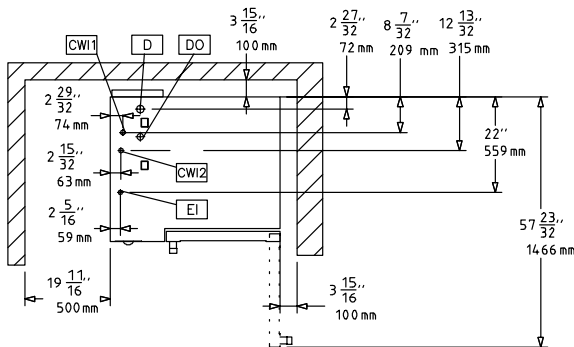 3 15/16"
100 mm
2 27/32"
72 mm
8 7/32"
209 mm
12 13/32"
315 mm
CWI1
D
DO
2 29/32"
74 mm
2 15/32"
63 mm
CWI2
22"
559 mm
2 5/16"
59 mm
EI
57 23/32"
1466 mm
19 11/16"
500 mm
3 15/16"
100 mm